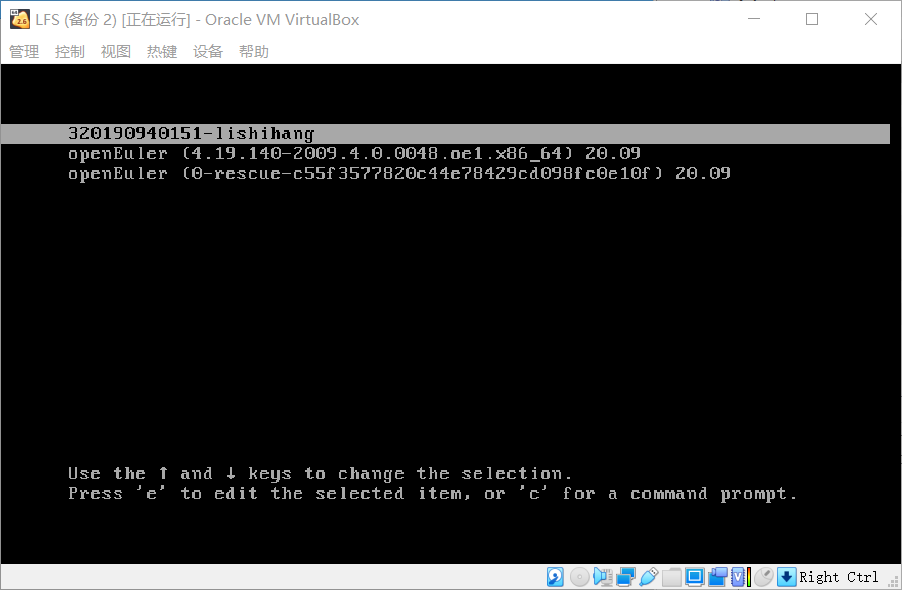 LFS (备份 2) [正在运行] - Oracle VM VirtualBox
管理 控制 视图 热键 设备 帮助
320190940151-lishihang
openEuler (4.19.140-2009.4.0.0048.oe1.x86_64) 20.09
openEuler (0-rescue-c55f3577820c44e78429cd098fc0e10f) 20.09
Use the ↑ and ↓ keys to change the selection.
Press 'e' to edit the selected item, or 'c' for a command prompt.
Right Ctrl